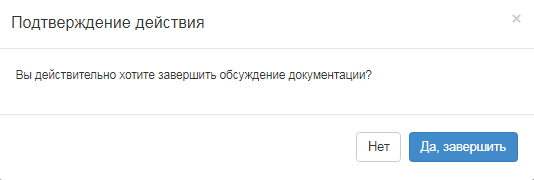 Подтверждение действия
×
Вы действительно хотите завершить обсуждение документации?
Нет
Да, завершить